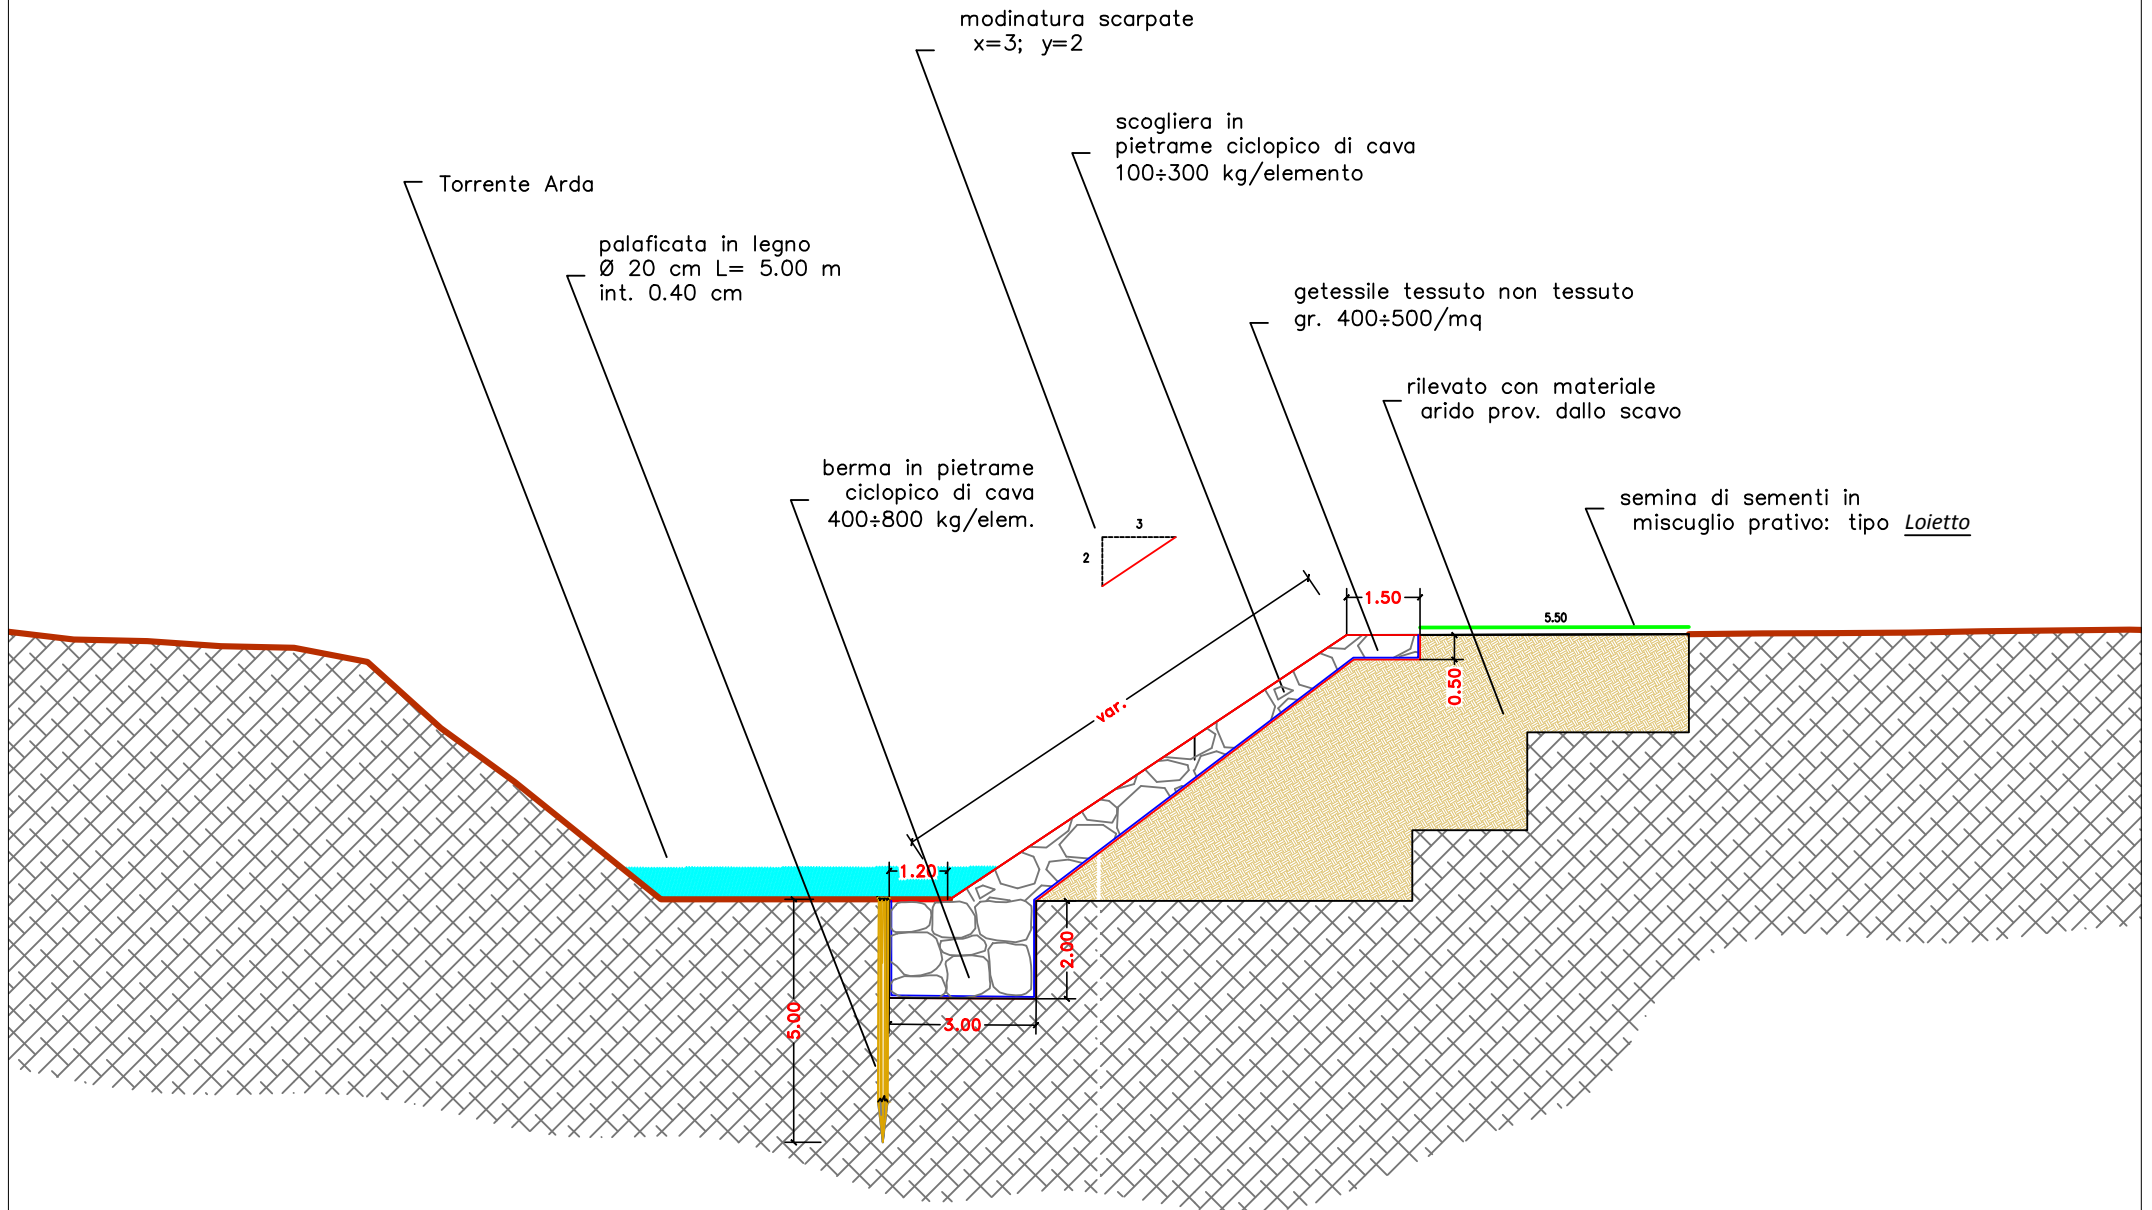 modinatura scarpate
x=3; y=2
scogliera in
pietrame ciclopico di cava
100÷300 kg/elemento
Torrente Arda
palaficata in legno
Ø 20 cm L= 5.00 m
int. 0.40 cm
getessile tessuto non tessuto
gr. 400÷500/mq
rilevato con materiale
arido prov. dallo scavo
berma in pietrame
ciclopico di cava
400÷800 kg/elem.
semina di sementi in
miscuglio prativo: tipo Loietto
3
2
1.50
5.50
0.50
var.
1.20
2.00
5.00
3.00